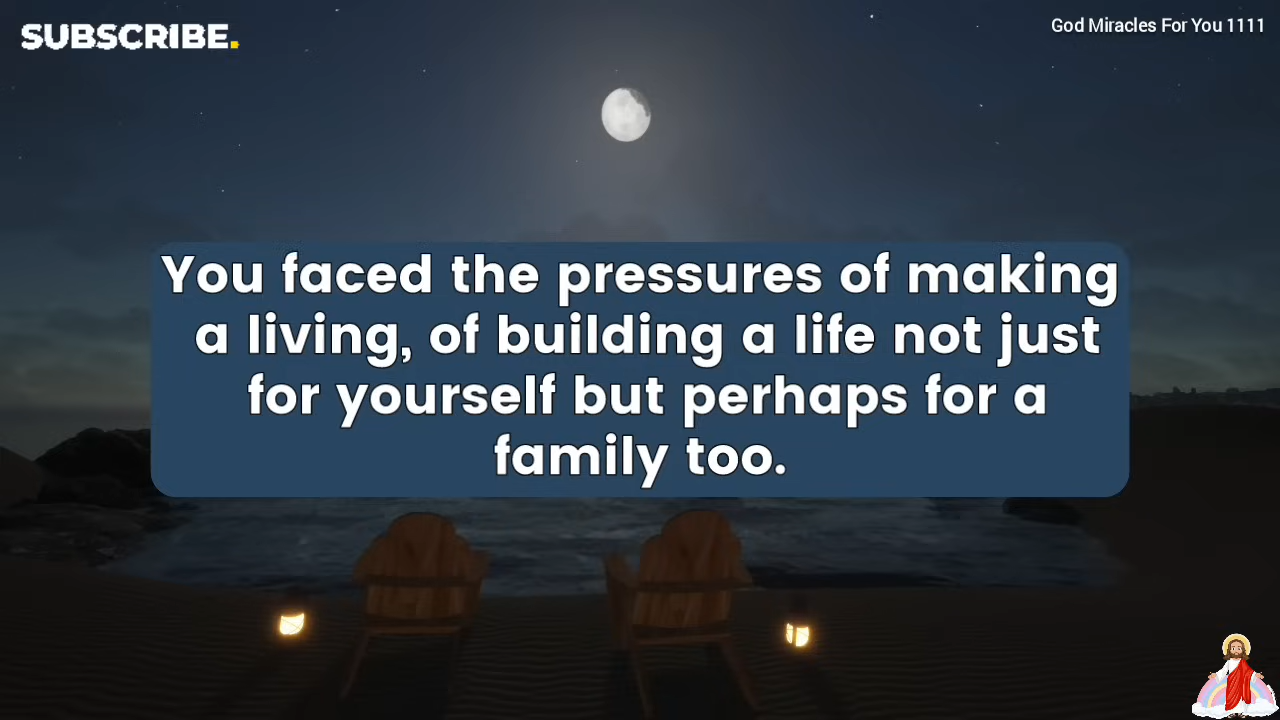 SUBSCRIBE.
God Miracles For You 1111
You faced the pressures of making
a living, of building a life not just
for yourself but perhaps for a
family too.